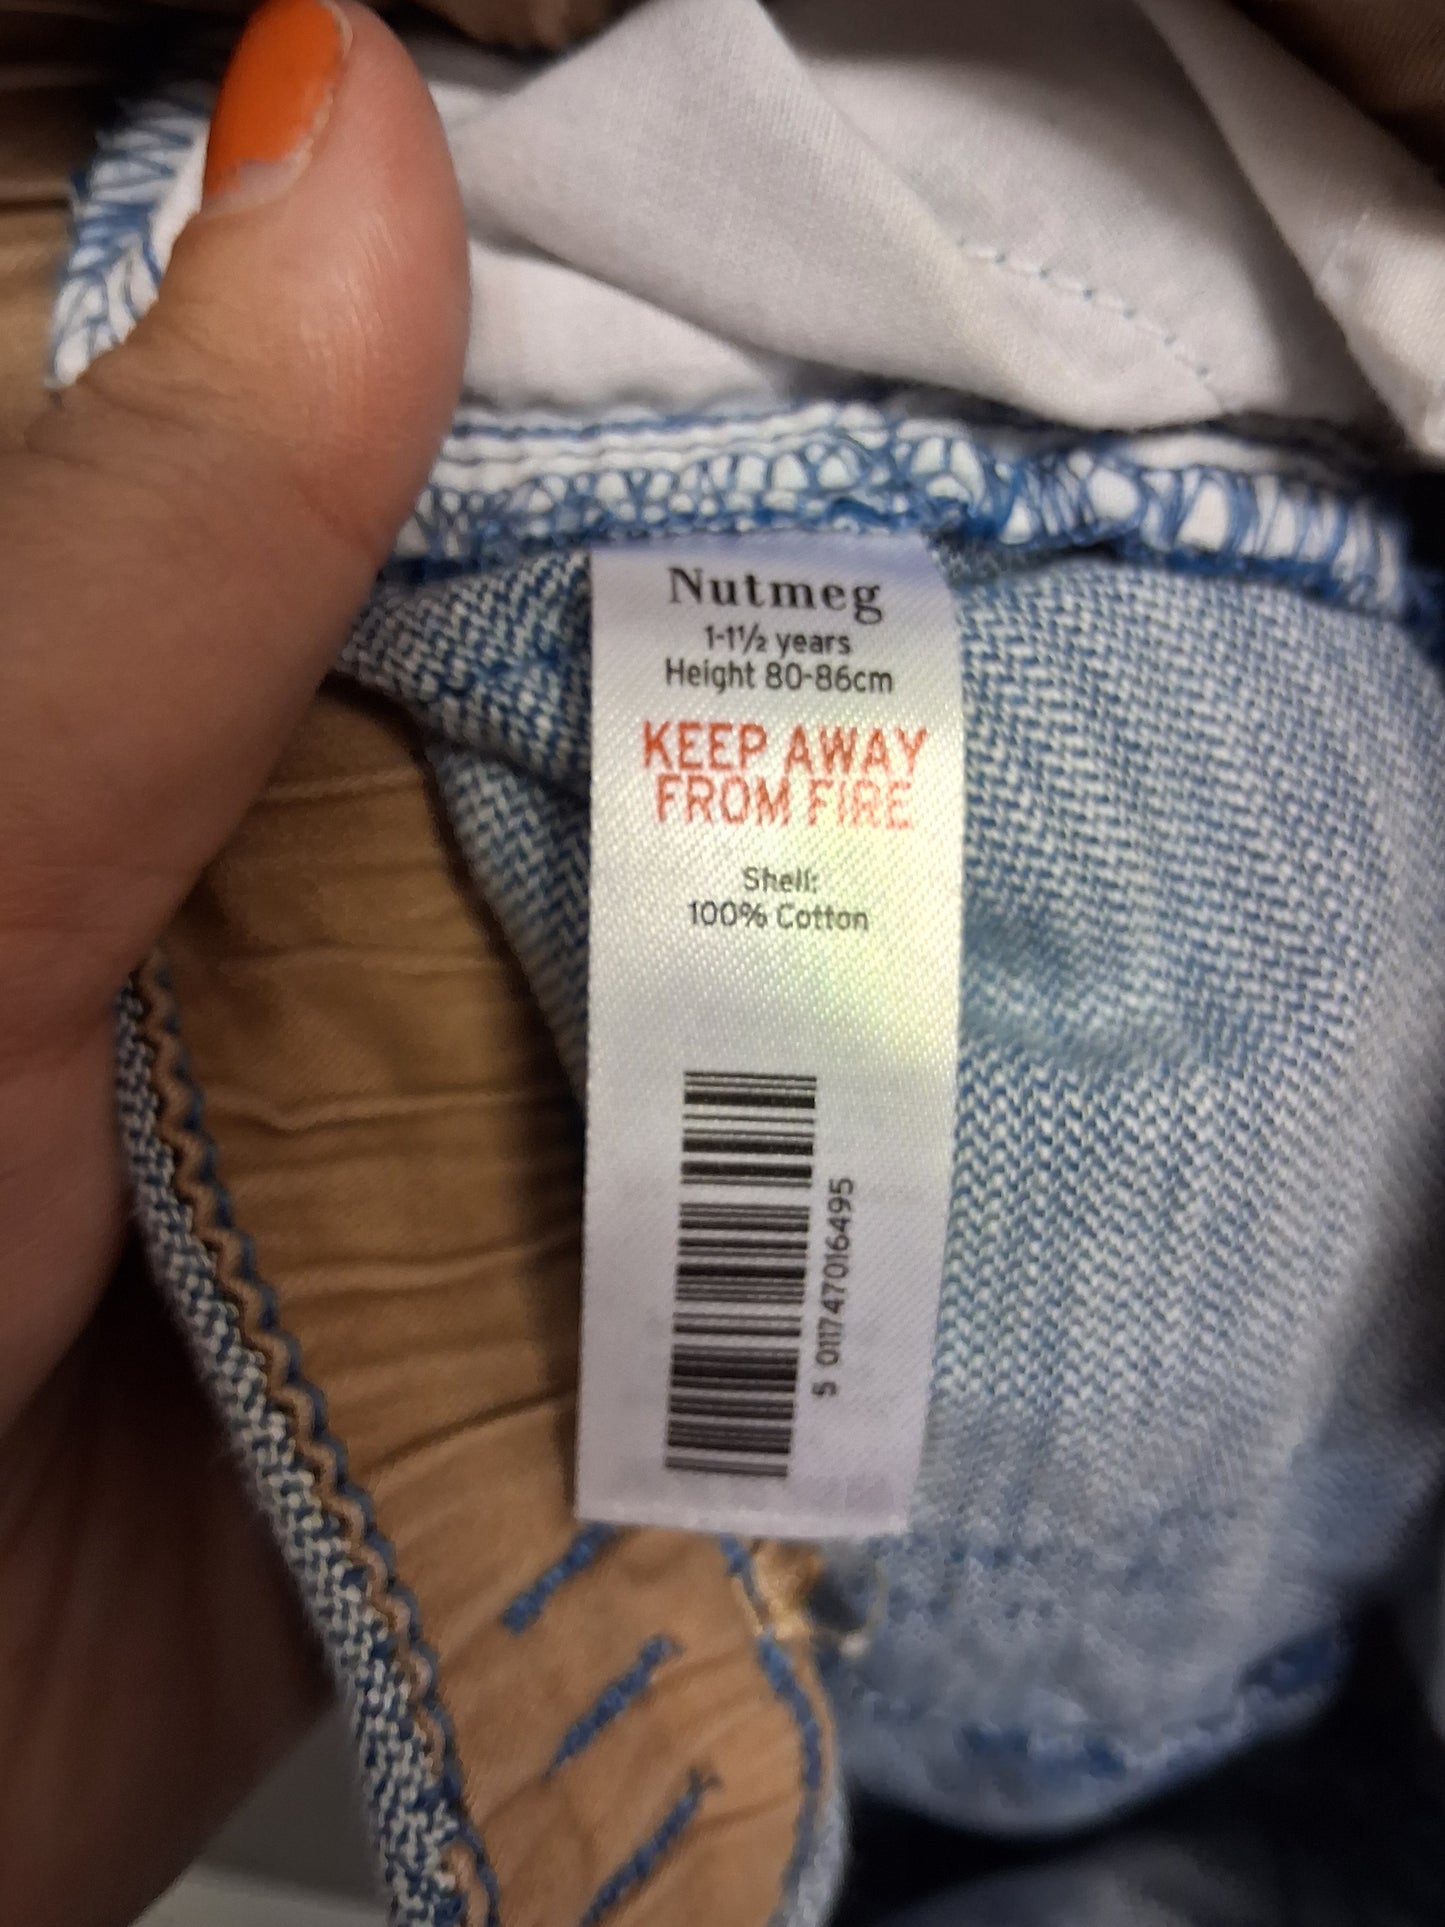 Nutmeg
1-1½ years
Height 80-86cm
KEEP AWAY
FROM FIRE
Shell:
100% Cotton
5 011747 016495